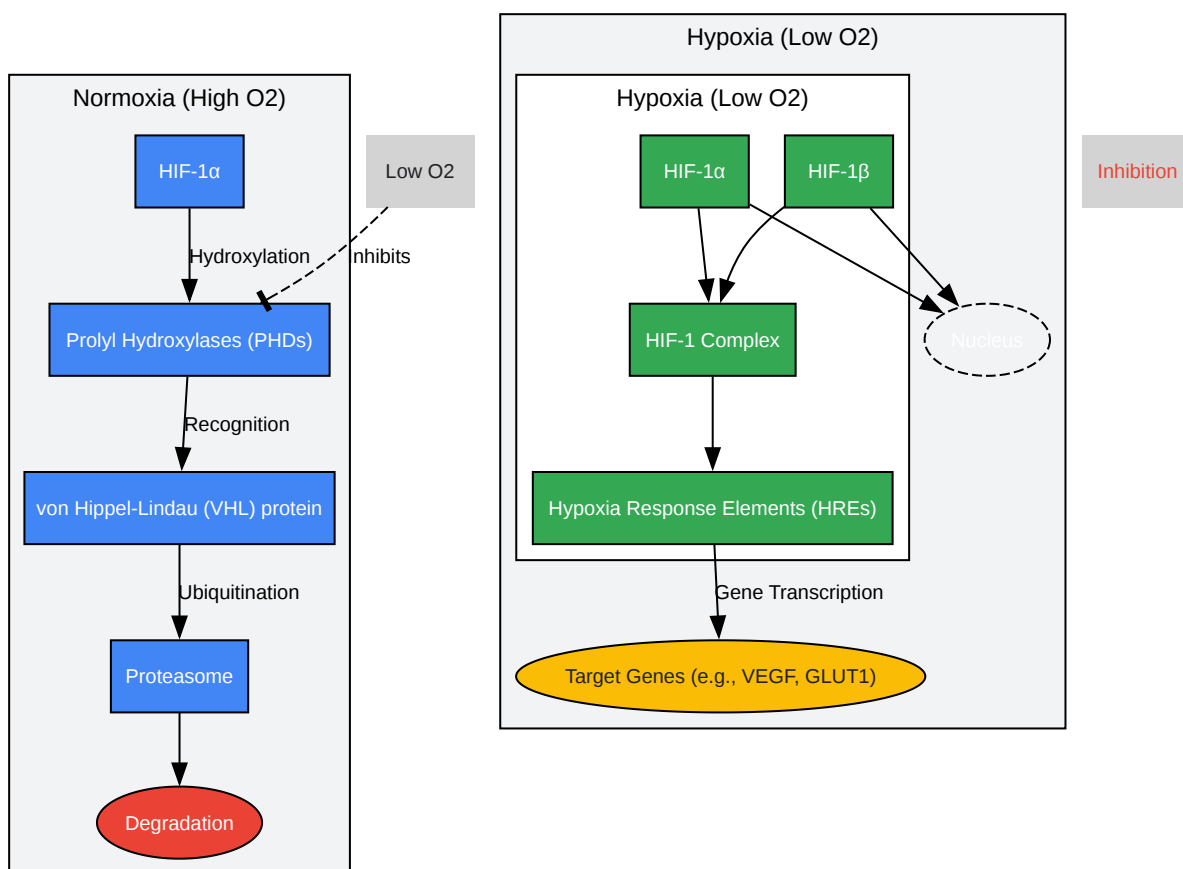 Normoxia (High O2)
HIF-1α
Hydroxylation
Prolyl Hydroxylases (PHDs)
Recognition
von Hippel-Lindau (VHL) protein
Ubiquitination
Proteasome
Degradation
Low O2
Inhibits
Hypoxia (Low O2)
Hypoxia (Low O2)
HIF-1α
HIF-1β
HIF-1 Complex
Nucleus
Hypoxia Response Elements (HREs)
Gene Transcription
Target Genes (e.g., VEGF, GLUT1)
Inhibition